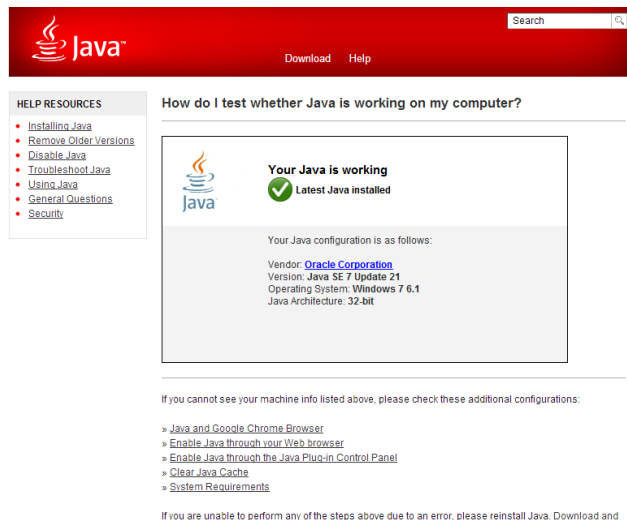 Search
Java™
Download Help
HELP RESOURCES
Installing Java
Remove Older Versions
Disable Java
Troubleshoot Java
Using Java
General Questions
Security
How do I test whether Java is working on my computer?
Java
Your Java is working
Latest Java installed
Your Java configuration is as follows:
Vendor: Oracle Corporation
Version: Java SE 7 Update 21
Operating System: Windows 7 6.1
Java Architecture: 32-bit
If you cannot see your machine info listed above, please check these additional configurations:
» Java and Google Chrome Browser
» Enable Java through your Web browser
» Enable Java through the Java Plug-in Control Panel
» Clear Java Cache
» System Requirements
If you are unable to perform any of the steps above due to an error, please reinstall Java. Download and